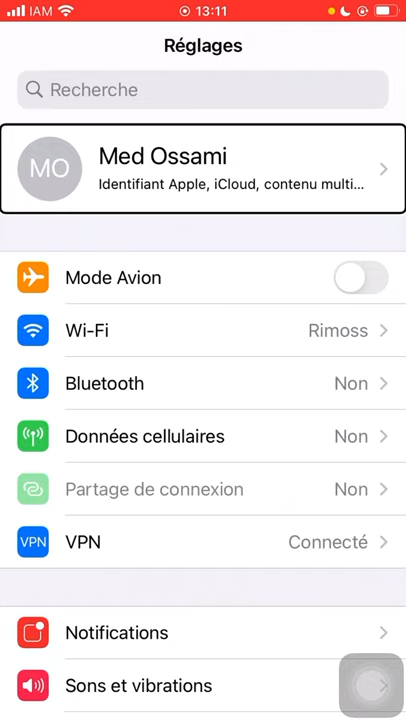 IAM 13:11
Réglages
Recherche
MO
Med Ossami
Identifiant Apple, iCloud, contenu multi...
Mode Avion
Wi-Fi Rimoss
Bluetooth Non
Données cellulaires Non
Partage de connexion Non
VPN VPN Connecté
Notifications
Sons et vibrations